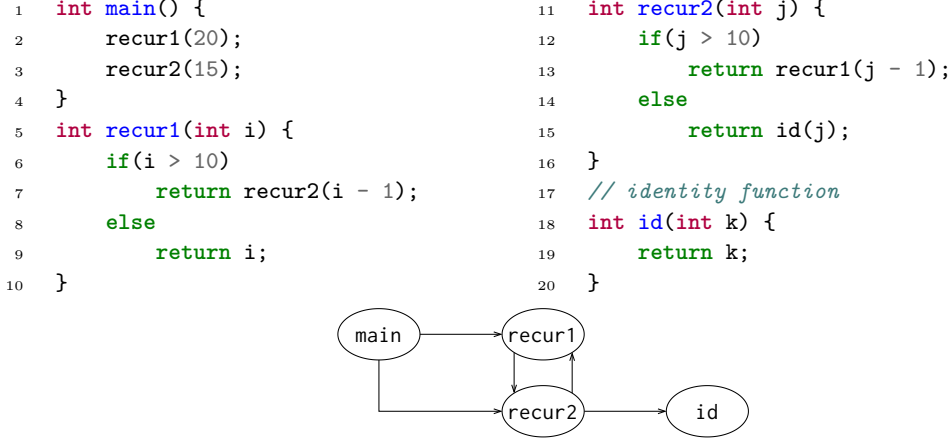 1 int main() {
2     recur1(20);
3     recur2(15);
4 }
5 int recur1(int i) {
6     if(i > 10)
7         return recur2(i - 1);
8     else
9         return i;
10 }
11 int recur2(int j) {
12     if(j > 10)
13         return recur1(j - 1);
14     else
15         return id(j);
16 }
17 // identity function
18 int id(int k) {
19     return k;
20 }
main recur1
recur2 id